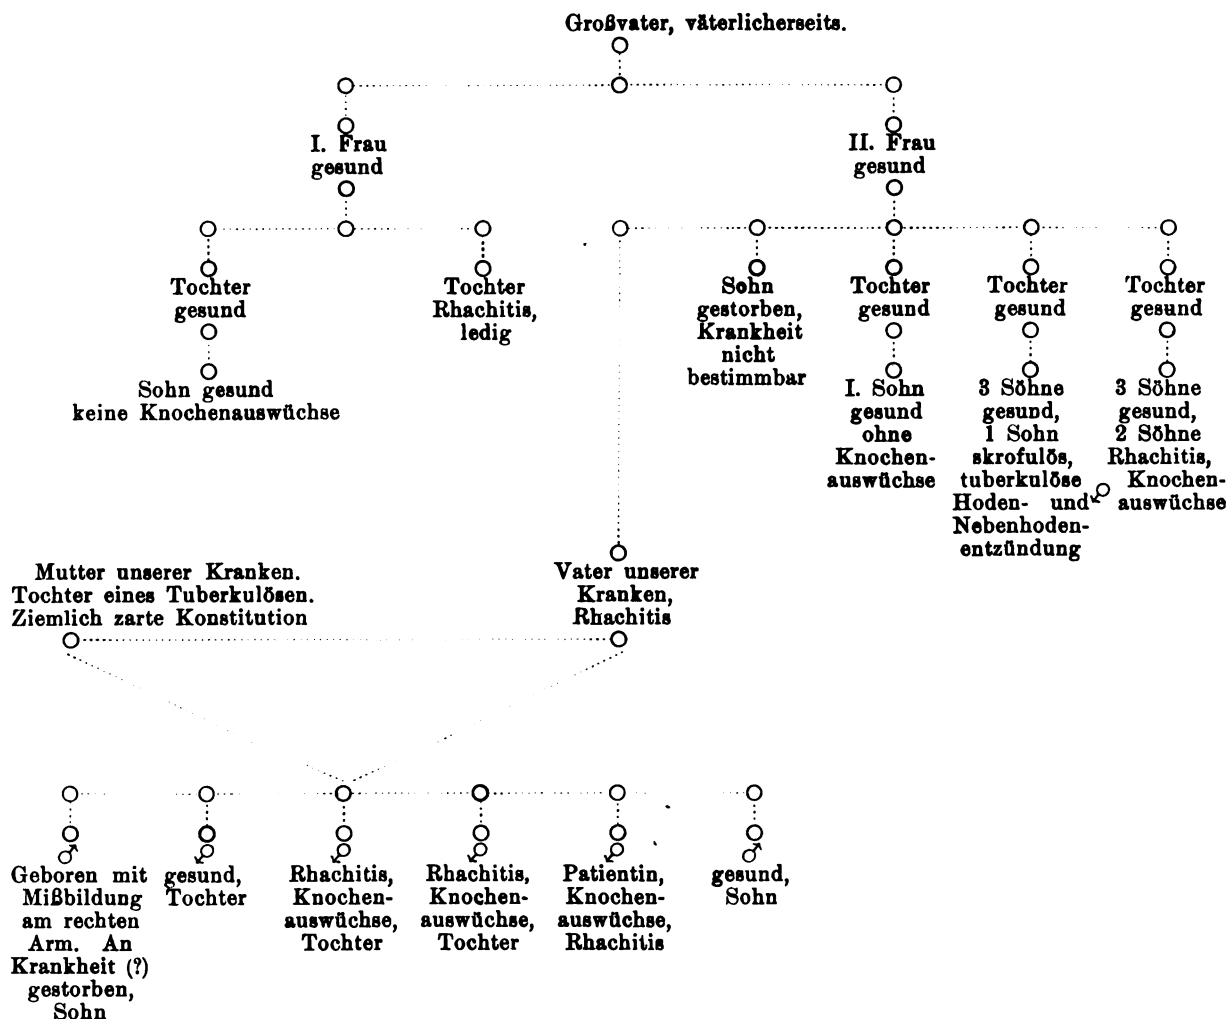 Großvater, väterlicherseits.
I. Frau
gesund
II. Frau
gesund
Tochter
gesund
Sohn gesund
keine Knochenauswüchse
Tochter
Rhachitis,
ledig
Sohn
gestorben,
Krankheit
nicht
bestimmbar
Tochter
gesund
I. Sohn
gesund
ohne
Knochen-
auswüchse
Tochter
gesund
3 Söhne
gesund,
1 Sohn
skrofulös,
tuberkulöse
Hoden- und
Nebenhoden-
entzündung
Tochter
gesund
3 Söhne
gesund,
2 Söhne
Rhachitis,
Knochen-
auswüchse
Mutter unserer Kranken.
Tochter eines Tuberkulösen.
Ziemlich zarte Konstitution
Vater unserer
Kranken,
Rhachitis
Geboren mit
Mißbildung
am rechten
Arm. An
Krankheit (?)
gestorben,
Sohn
gesund,
Tochter
Rhachitis,
Knochen-
auswüchse,
Tochter
Rhachitis,
Knochen-
auswüchse,
Tochter
Patientin,
Knochen-
auswüchse,
Rhachitis
gesund,
Sohn